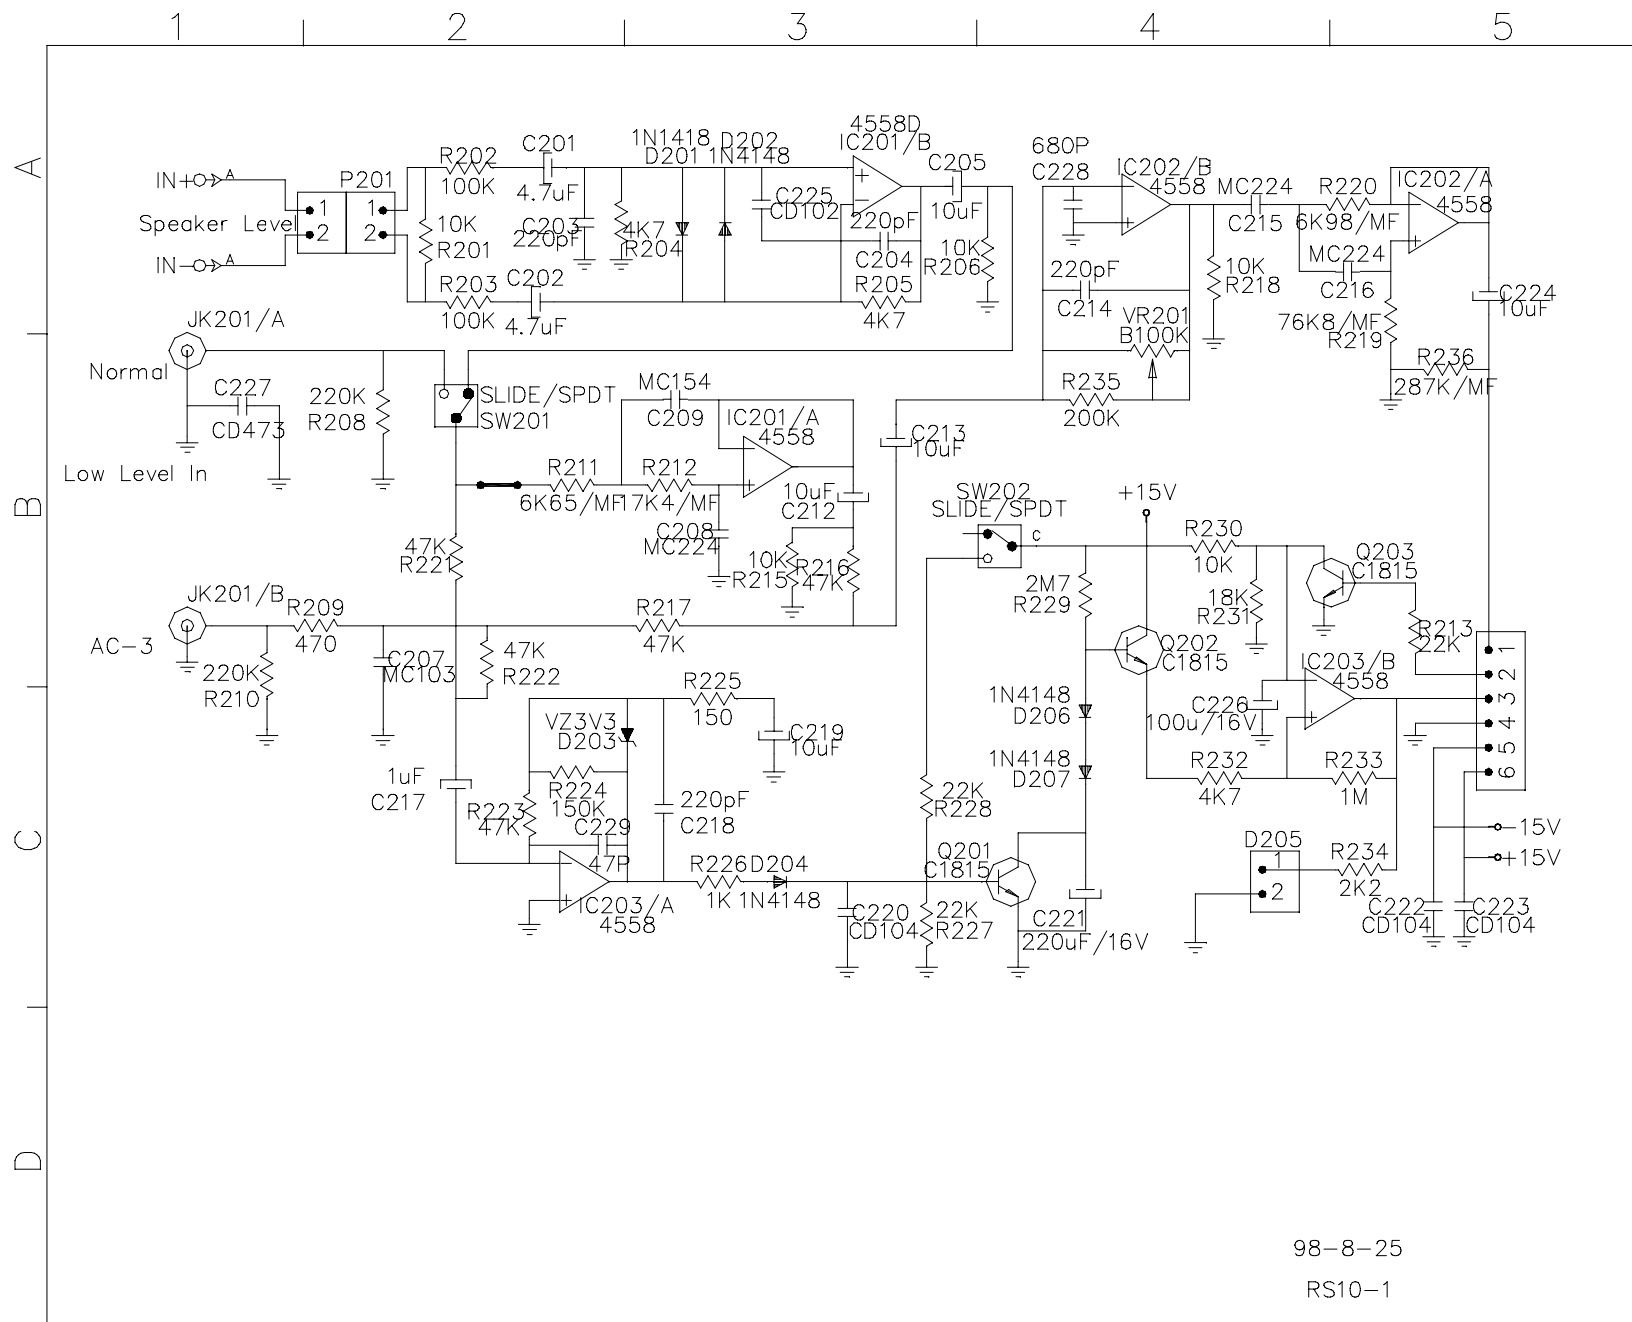 1
2
3
4
5
A
B
C
D
IN+
A
Speaker Level
IN-
A
P201
1
2
1
2
R202
100K
10K
R201
R203
100K
C201
4.7uF
C202
4.7uF
C203
220pF
4K7
R204
1N1418
D201
D202
1N4148
C225
CD102
4558D
IC201/B
220pF
C204
R205
4K7
C205
10uF
10K
R206
680P
C228
IC202/B
4558
220pF
C214
VR201
B100K
R235
200K
MC224
C215
10K
R218
R220
6K98/MF
MC224
C216
IC202/A
4558
76K8/MF
R219
R236
287K/MF
C224
10uF
JK201/A
Normal
C227
CD473
Low Level In
220K
R208
SLIDE/SPDT
SW201
MC154
C209
IC201/A
4558
R211
6K65/MF
R212
17K4/MF
C208
MC224
10uF
C212
10K
R215
R216
47K
C213
10uF
47K
R221
JK201/B
AC-3
R209
470
220K
R210
C207
MC103
47K
R222
R217
47K
SW202
SLIDE/SPDT
c
+15V
R230
10K
Q203
C1815
2M7
R229
18K
R231
Q202
C1815
R213
22K
1
2
3
4
5
6
IC203/B
4558
C226
100u/16V
1N4148
D206
1N4148
D207
R232
4K7
R233
1M
R225
150
VZ3V3
D203
C219
10uF
1uF
C217
R223
47K
R224
150K
C229
47P
220pF
C218
22K
R228
Q201
C1815
IC203/A
4558
R226
1K
D204
1N4148
C220
CD104
22K
R227
C221
220uF/16V
D205
1
2
R234
2K2
-15V
+15V
C222
CD104
C223
CD104
98-8-25
RS10-1